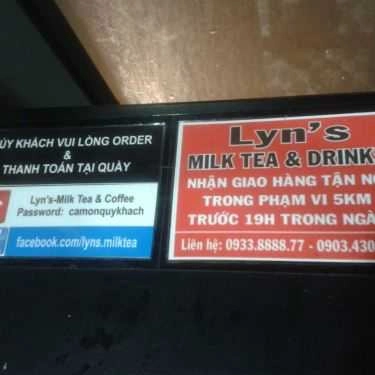 ÚY KHÁCH VUI LÒNG ORDER
&
THANH TOÁN TẠI QUẦY
Lyn's-Milk Tea & Coffee
Password: camonquykhach
facebook.com/lyns.milktea
Lyn's
MILK TEA & DRINK
NHẬN GIAO HÀNG TẬN
TRONG PHẠM VI 5KM
TRƯỚC 19H TRONG
Liên hệ: 0933.8888.77 - 0903.430